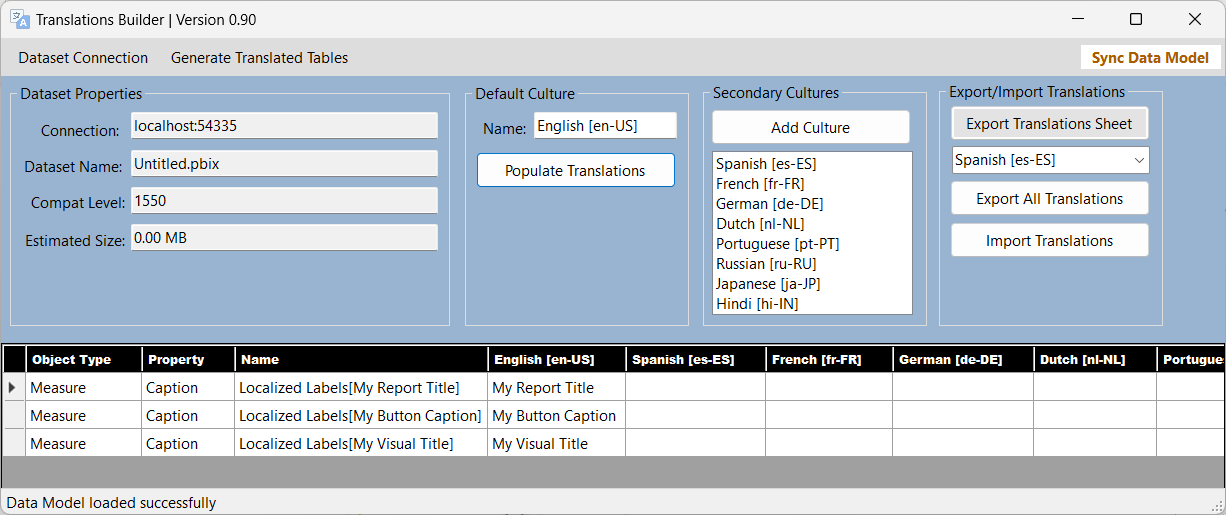 Translations Builder | Version 0.90
Dataset Connection Generate Translated Tables Sync Data Model
Dataset Properties
Connection: localhost:54335
Dataset Name: Untitled.pbix
Compat Level: 1550
Estimated Size: 0.00 MB
Default Culture
Name: English [en-US]
Populate Translations
Secondary Cultures
Add Culture
Spanish [es-ES]
French [fr-FR]
German [de-DE]
Dutch [nl-NL]
Portuguese [pt-PT]
Russian [ru-RU]
Japanese [ja-JP]
Hindi [hi-IN]
Export/Import Translations
Export Translations Sheet
Spanish [es-ES]
Export All Translations
Import Translations
Object Type Property Name English [en-US] Spanish [es-ES] French [fr-FR] German [de-DE] Dutch [nl-NL] Portugue
Measure Caption Localized Labels[My Report Title] My Report Title
Measure Caption Localized Labels[My Button Caption] My Button Caption
Measure Caption Localized Labels[My Visual Title] My Visual Title
Data Model loaded successfully